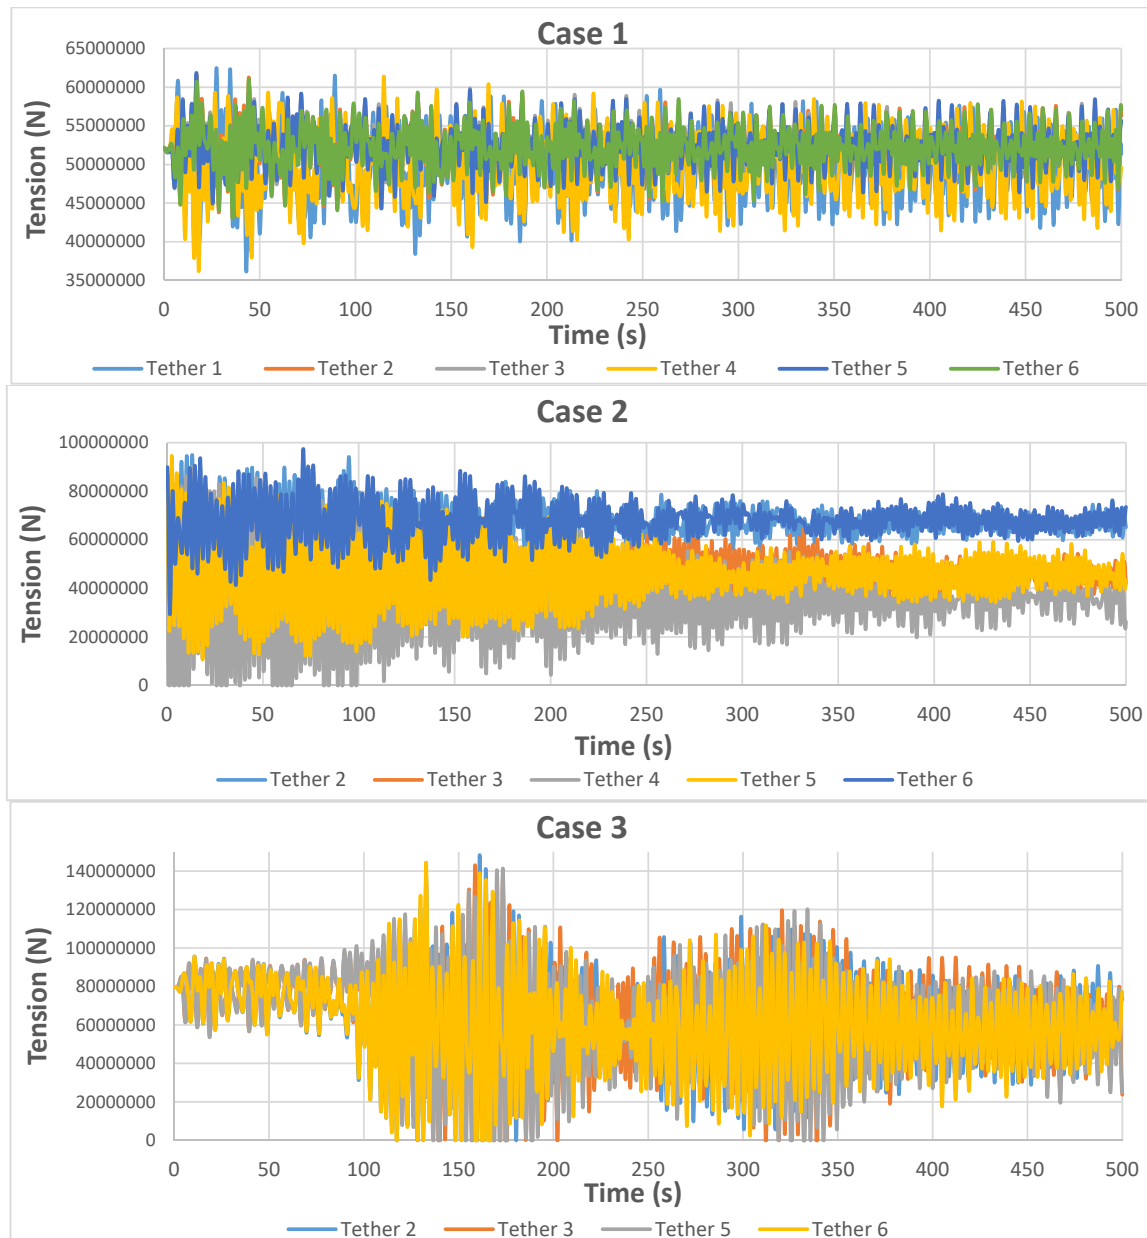 Case 1
Tension (N)
65000000
60000000
55000000
50000000
45000000
40000000
35000000
0 50 100 150 200 250 300 350 400 450 500
Time (s)
Tether 1 Tether 2 Tether 3 Tether 4 Tether 5 Tether 6
Case 2
Tension (N)
100000000
80000000
60000000
40000000
20000000
0
0 50 100 150 200 250 300 350 400 450 500
Time (s)
Tether 2 Tether 3 Tether 4 Tether 5 Tether 6
Case 3
Tension (N)
140000000
120000000
100000000
80000000
60000000
40000000
20000000
0
0 50 100 150 200 250 300 350 400 450 500
Time (s)
Tether 2 Tether 3 Tether 5 Tether 6